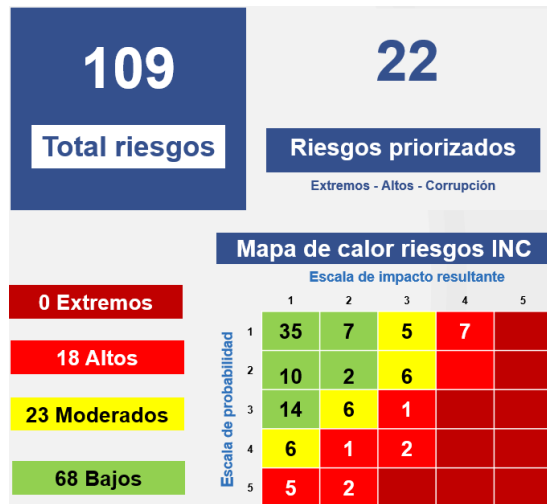 109
Total riesgos
22
Riesgos priorizados
Extremos - Altos - Corrupción
Mapa de calor riesgos INC
Escala de impacto resultante
0 Extremos
18 Altos
23 Moderados
68 Bajos
Escala de probabilidad
1 2 3 4 5
1 35 7 5 7
2 10 2 6
3 14 6 1
4 6 1 2
5 5 2